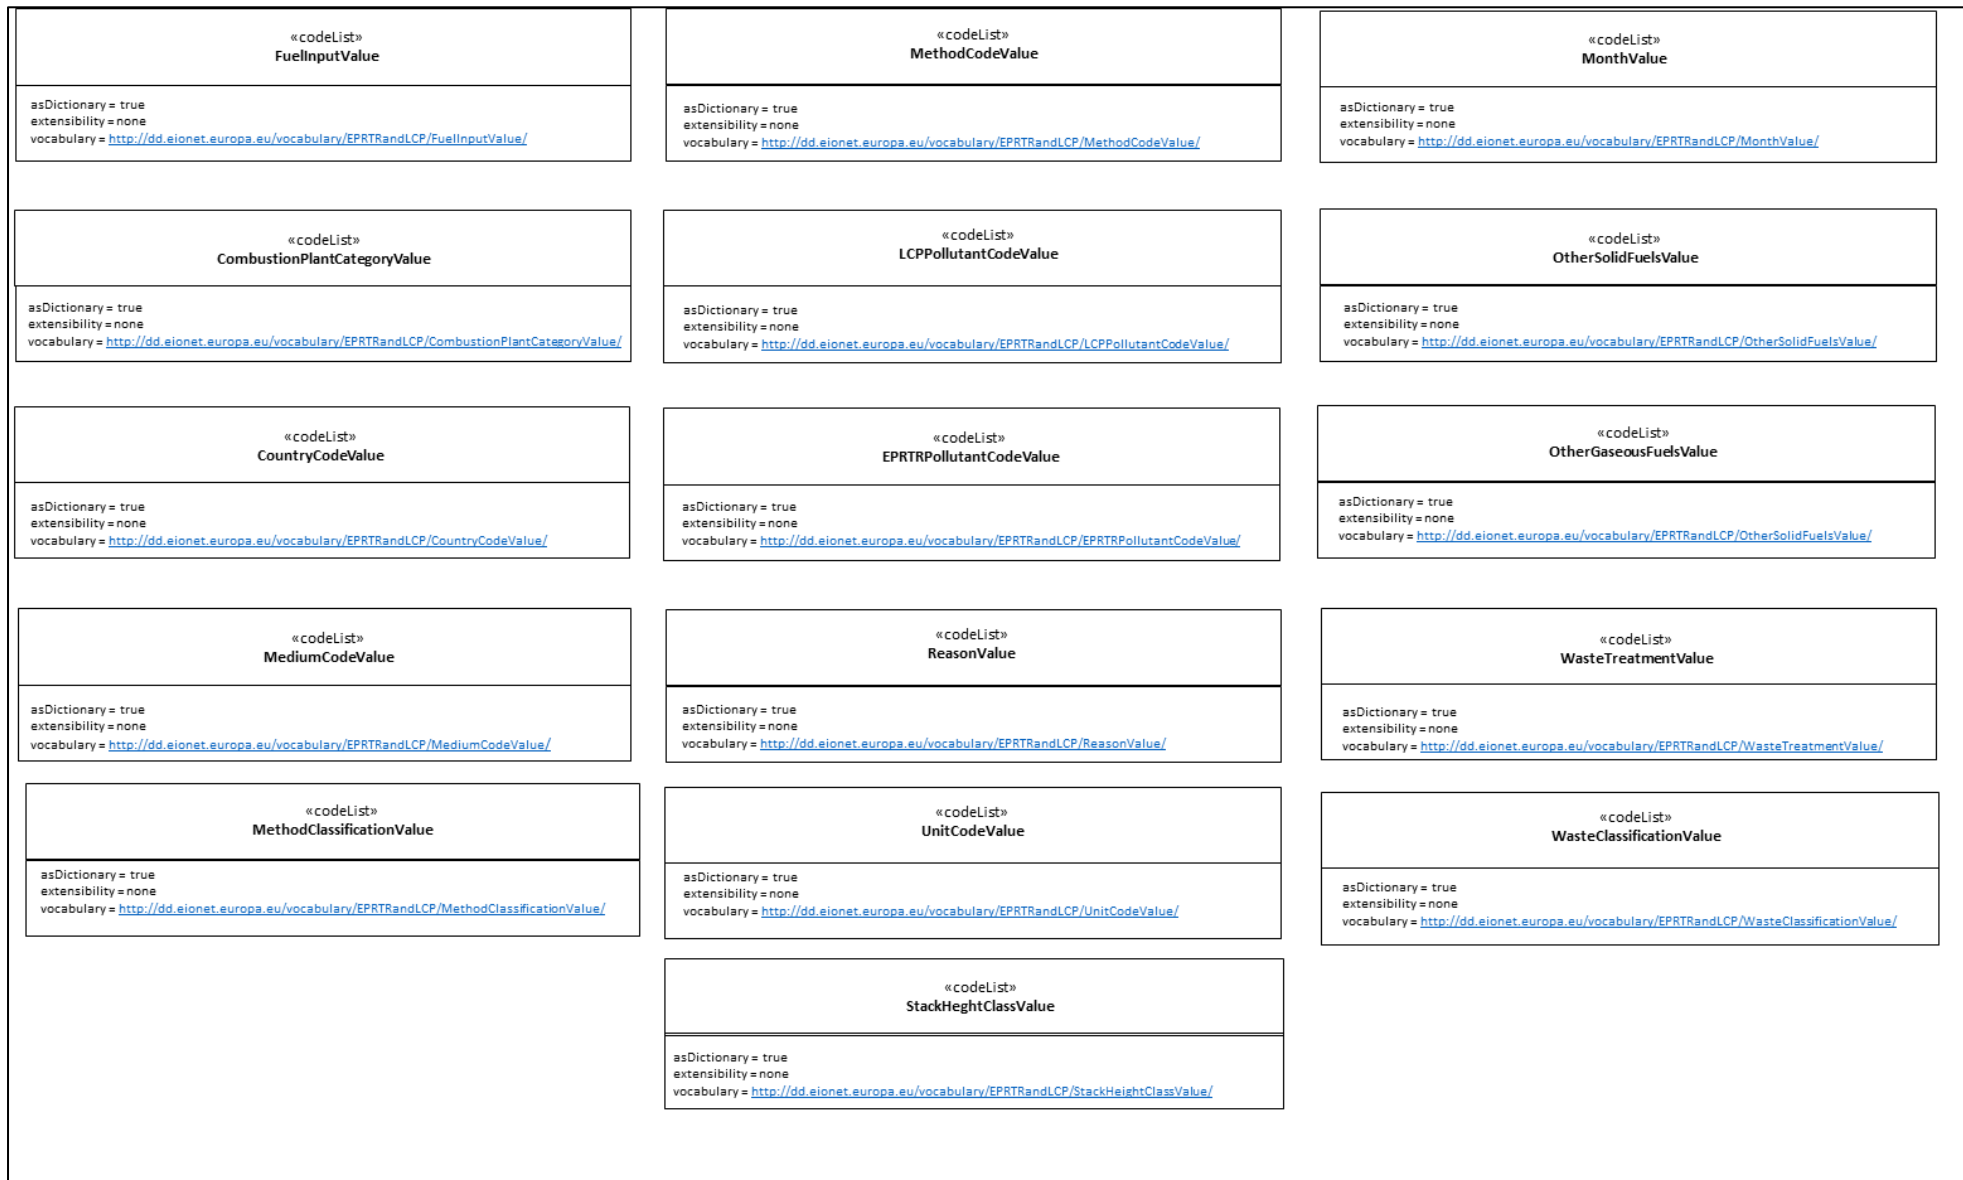 «codeList»
FuelInputValue
asDictionary = true
extensibility = none
vocabulary = http://dd.eionet.europa.eu/vocabulary/EPRTRandLCP/FuelInputValue/
«codeList»
MethodCodeValue
asDictionary = true
extensibility = none
vocabulary = http://dd.eionet.europa.eu/vocabulary/EPRTRandLCP/MethodCodeValue/
«codeList»
MonthValue
asDictionary = true
extensibility = none
vocabulary = http://dd.eionet.europa.eu/vocabulary/EPRTRandLCP/MonthValue/
«codeList»
CombustionPlantCategoryValue
asDictionary = true
extensibility = none
vocabulary = http://dd.eionet.europa.eu/vocabulary/EPRTRandLCP/CombustionPlantCategoryValue/
«codeList»
LCPPollutantCodeValue
asDictionary = true
extensibility = none
vocabulary = http://dd.eionet.europa.eu/vocabulary/EPRTRandLCP/LCPPollutantCodeValue/
«codeList»
OtherSolidFuelsValue
asDictionary = true
extensibility = none
vocabulary = http://dd.eionet.europa.eu/vocabulary/EPRTRandLCP/OtherSolidFuelsValue/
«codeList»
CountryCodeValue
asDictionary = true
extensibility = none
vocabulary = http://dd.eionet.europa.eu/vocabulary/EPRTRandLCP/CountryCodeValue/
«codeList»
EPRTRPollutantCodeValue
asDictionary = true
extensibility = none
vocabulary = http://dd.eionet.europa.eu/vocabulary/EPRTRandLCP/EPRTRPollutantCodeValue/
«codeList»
OtherGaseousFuelsValue
asDictionary = true
extensibility = none
vocabulary = http://dd.eionet.europa.eu/vocabulary/EPRTRandLCP/OtherSolidFuelsValue/
«codeList»
MediumCodeValue
asDictionary = true
extensibility = none
vocabulary = http://dd.eionet.europa.eu/vocabulary/EPRTRandLCP/MediumCodeValue/
«codeList»
ReasonValue
asDictionary = true
extensibility = none
vocabulary = http://dd.eionet.europa.eu/vocabulary/EPRTRandLCP/ReasonValue/
«codeList»
WasteTreatmentValue
asDictionary = true
extensibility = none
vocabulary = http://dd.eionet.europa.eu/vocabulary/EPRTRandLCP/WasteTreatmentValue/
«codeList»
MethodClassificationValue
asDictionary = true
extensibility = none
vocabulary = http://dd.eionet.europa.eu/vocabulary/EPRTRandLCP/MethodClassificationValue/
«codeList»
UnitCodeValue
asDictionary = true
extensibility = none
vocabulary = http://dd.eionet.europa.eu/vocabulary/EPRTRandLCP/UnitCodeValue/
«codeList»
WasteClassificationValue
asDictionary = true
extensibility = none
vocabulary = http://dd.eionet.europa.eu/vocabulary/EPRTRandLCP/WasteClassificationValue/
«codeList»
StackHeghtClassValue
asDictionary = true
extensibility = none
vocabulary = http://dd.eionet.europa.eu/vocabulary/EPRTRandLCP/StackHeightClassValue/